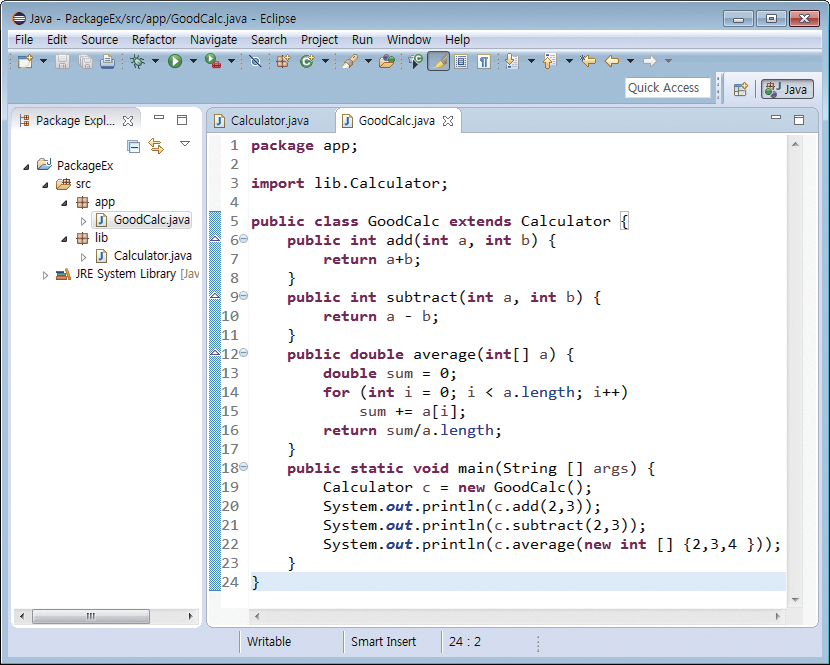 Java - PackageEx/src/app/GoodCalc.java - Eclipse
File Edit Source Refactor Navigate Search Project Run Window Help
Quick Access
Java
Package Expl...
PackageEx
src
app
GoodCalc.java
lib
Calculator.java
JRE System Library [Jav
Calculator.java GoodCalc.java
1 package app;
2
3 import lib.Calculator;
4
5 public class GoodCalc extends Calculator {
6 public int add(int a, int b) {
7 return a+b;
8 }
9 public int subtract(int a, int b) {
10 return a - b;
11 }
12 public double average(int[] a) {
13 double sum = 0;
14 for (int i = 0; i < a.length; i++)
15 sum += a[i];
16 return sum/a.length;
17 }
18 public static void main(String [] args) {
19 Calculator c = new GoodCalc();
20 System.out.println(c.add(2,3));
21 System.out.println(c.subtract(2,3));
22 System.out.println(c.average(new int [] {2,3,4 }));
23 }
24 }
Writable Smart Insert 24 : 2